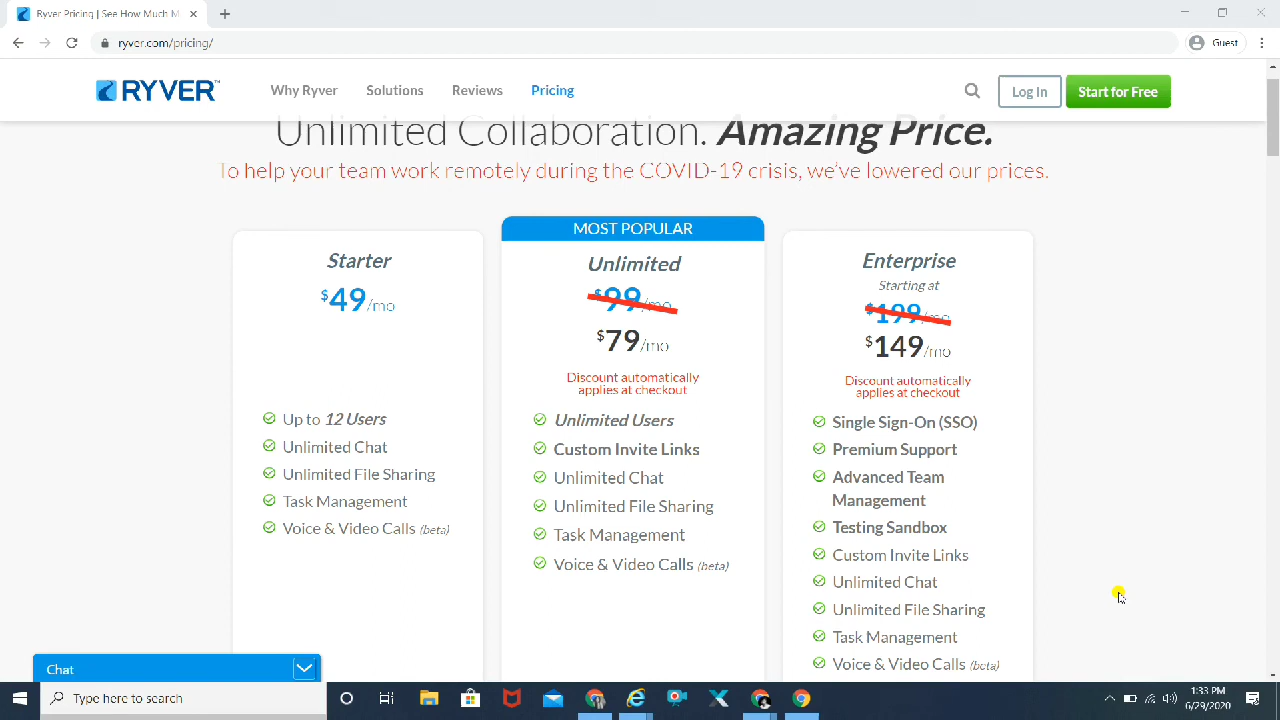 Ryver Pricing | See How Much M
ryver.com/pricing/
Guest
RYVER™
Why Ryver
Solutions
Reviews
Pricing
Log In
Start for Free
Unlimited Collaboration. Amazing Price.
To help your team work remotely during the COVID-19 crisis, we've lowered our prices.
Starter
$49/mo
Up to 12 Users
Unlimited Chat
Unlimited File Sharing
Task Management
Voice & Video Calls (beta)
MOST POPULAR
Unlimited
$99/mo
$79/mo
Discount automatically
applies at checkout
Unlimited Users
Custom Invite Links
Unlimited Chat
Unlimited File Sharing
Task Management
Voice & Video Calls (beta)
Enterprise
Starting at
$199/mo
$149/mo
Discount automatically
applies at checkout
Single Sign-On (SSO)
Premium Support
Advanced Team
Management
Testing Sandbox
Custom Invite Links
Unlimited Chat
Unlimited File Sharing
Task Management
Voice & Video Calls (beta)
Chat
Type here to search
1:33 PM
6/29/2020